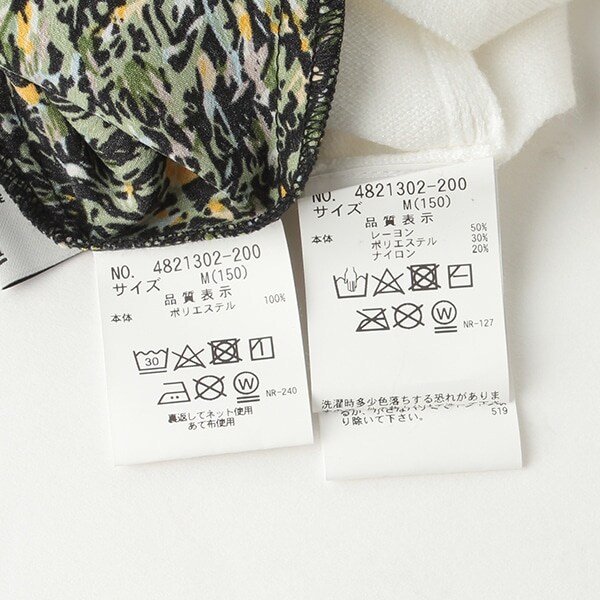 NO. 4821302-200
サイズ M(150)
品質表示
本体 ポリエステル 100%
30
W
NR-240
裏返してネット使用
あて布使用
NO. 4821302-200
サイズ M(150)
品質表示
本体 レーヨン 50%
ポリエステル 30%
ナイロン 20%
W
NR-127
洗濯時多少色落ちする恐れがありま
り除いて下さい。
519